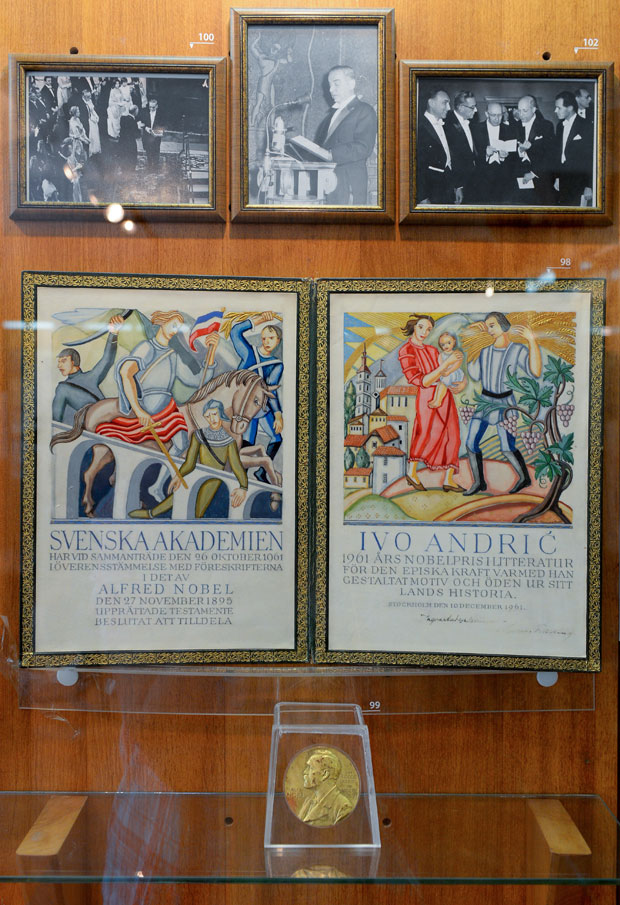 100
102
98
SVENSKA AKADEMIEN
HAR VID SAMMANTRÄDE DEN 26 OKTOBER 1961
I ÖVERENSSTÄMMELSE MED FÖRESKRIFTERNA
I DET AV
ALFRED NOBEL
DEN 27 NOVEMBER 1895
UPPRÄTTADE TESTAMENTE
BESLUTAT ATT TILLDELA
IVO ANDRIĆ
1961 ÅRS NOBELPRIS I LITTERATUR
FÖR DEN EPISKA KRAFT VARMED HAN
GESTALTAT MOTIV OCH ÖDEN UR SITT
LANDS HISTORIA.
STOCKHOLM DEN 10 DECEMBER 1961.
99